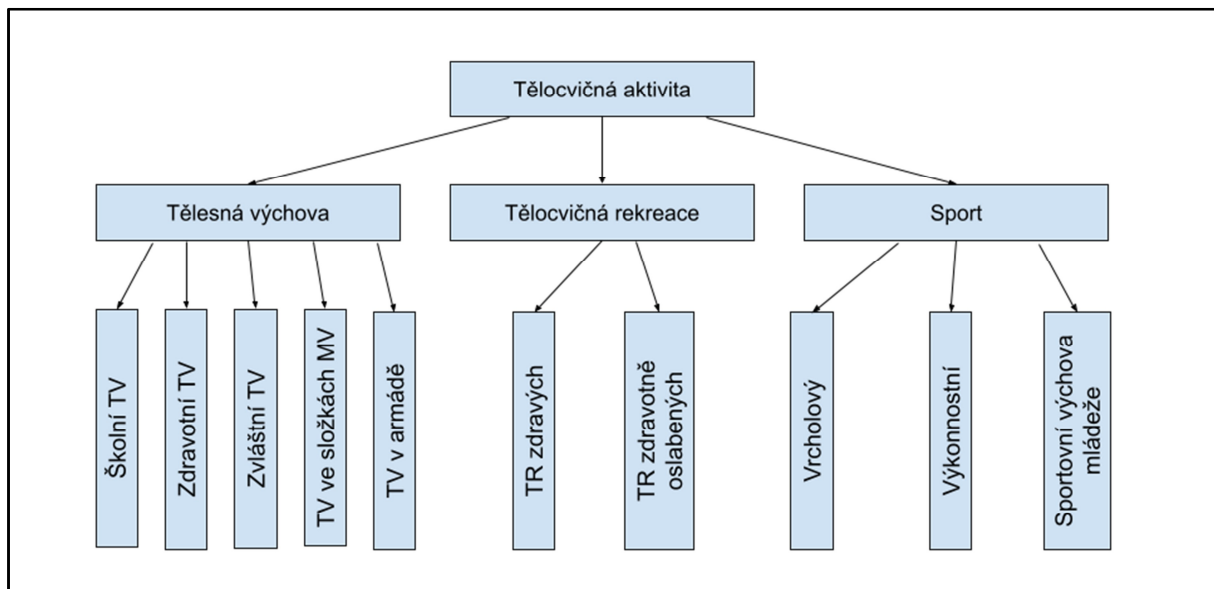 Tělocvičná aktivita
Tělesná výchova
Tělocvičná rekreace
Sport
Školní TV
Zdravotní TV
Zvláštní TV
TV ve složkách MV
TV v armádě
TR zdravých
TR zdravotně
oslabených
Vrcholový
Výkonnostní
Sportovní výchova
mládeže